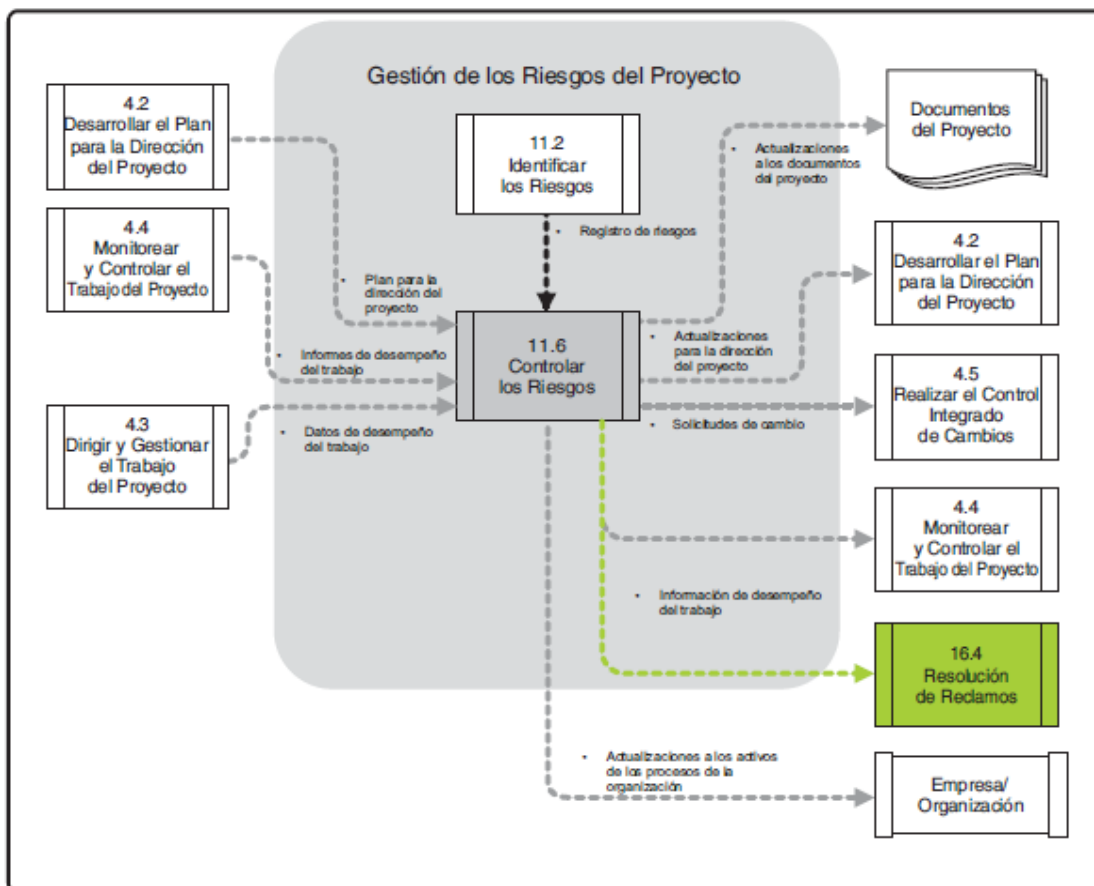 Gestión de los Riesgos del Proyecto
4.2
Desarrollar el Plan
para la Dirección
del Proyecto
4.4
Monitorear
y Controlar el
Trabajo del Proyecto
4.3
Dirigir y Gestionar
el Trabajo
del Proyecto
11.2
Identificar
los Riesgos
• Registro de riesgos
• Plan para la
dirección del
proyecto
• Informes de desempeño
del trabajo
• Datos de desempeño
del trabajo
11.6
Controlar
los Riesgos
• Actualizaciones
a los documentos
del proyecto
• Actualizaciones
para la dirección
del proyecto
• Solicitudes de cambio
• Información de desempeño
del trabajo
• Actualizaciones a los activos
de los procesos de la
organización
Documentos
del Proyecto
4.2
Desarrollar el Plan
para la Dirección
del Proyecto
4.5
Realizar el Control
Integrado
de Cambios
4.4
Monitorear
y Controlar el
Trabajo del Proyecto
16.4
Resolución
de Reclamos
Empresa/
Organización